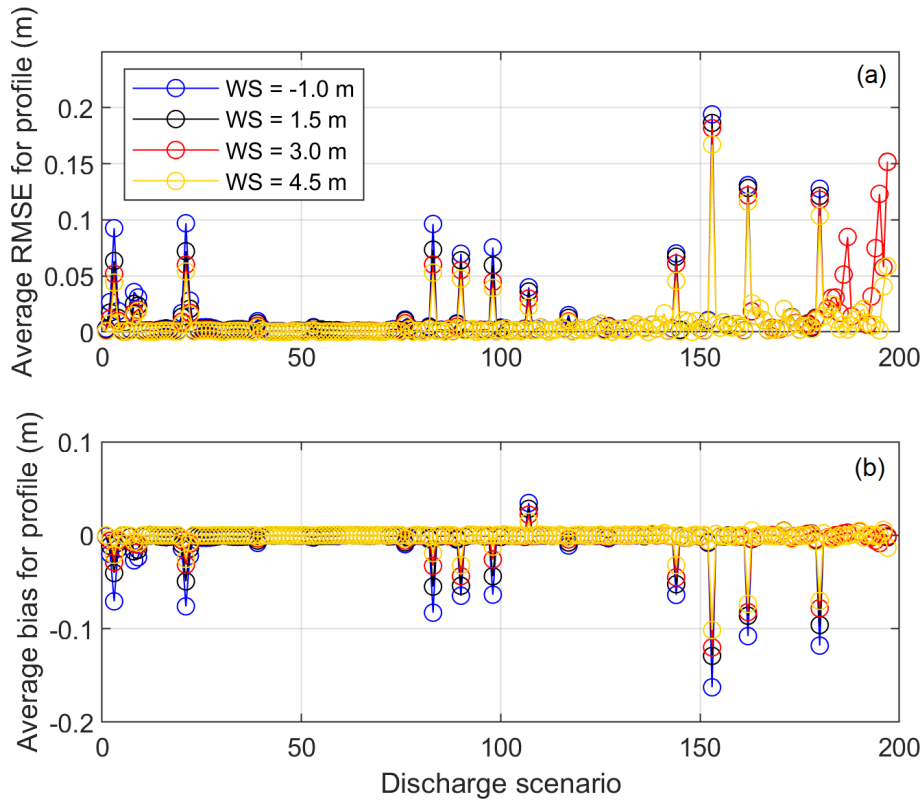 Average RMSE for profile (m)
0.2
0.15
0.1
0.05
0
(a)
WS = -1.0 m
WS = 1.5 m
WS = 3.0 m
WS = 4.5 m
0 50 100 150 200
Average bias for profile (m)
0.1
0
-0.1
-0.2
(b)
0 50 100 150 200
Discharge scenario